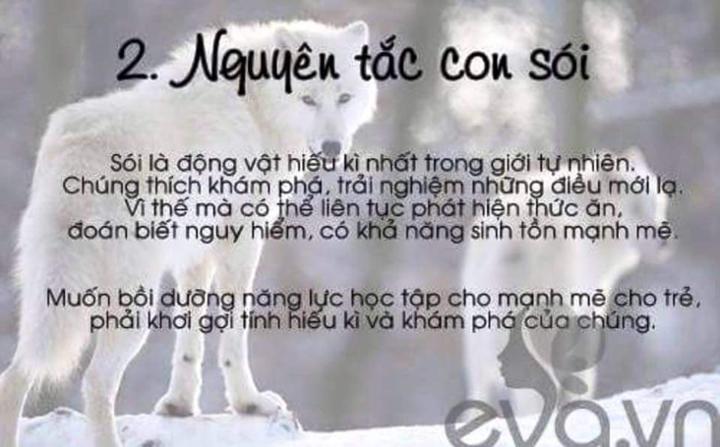 2. Nguyên tắc con sói
Sói là động vật hiếu kì nhất trong giới tự nhiên.
Chúng thích khám phá, trải nghiệm những điều mới lạ.
Vì thế mà có thể liên tục phát hiện thức ăn,
đoán biết nguy hiểm, có khả năng sinh tồn mạnh mẽ.
Muốn bồi dưỡng năng lực học tập cho mạnh mẽ cho trẻ,
phải khơi gợi tính hiếu kì và khám phá của chúng.
eva.vn